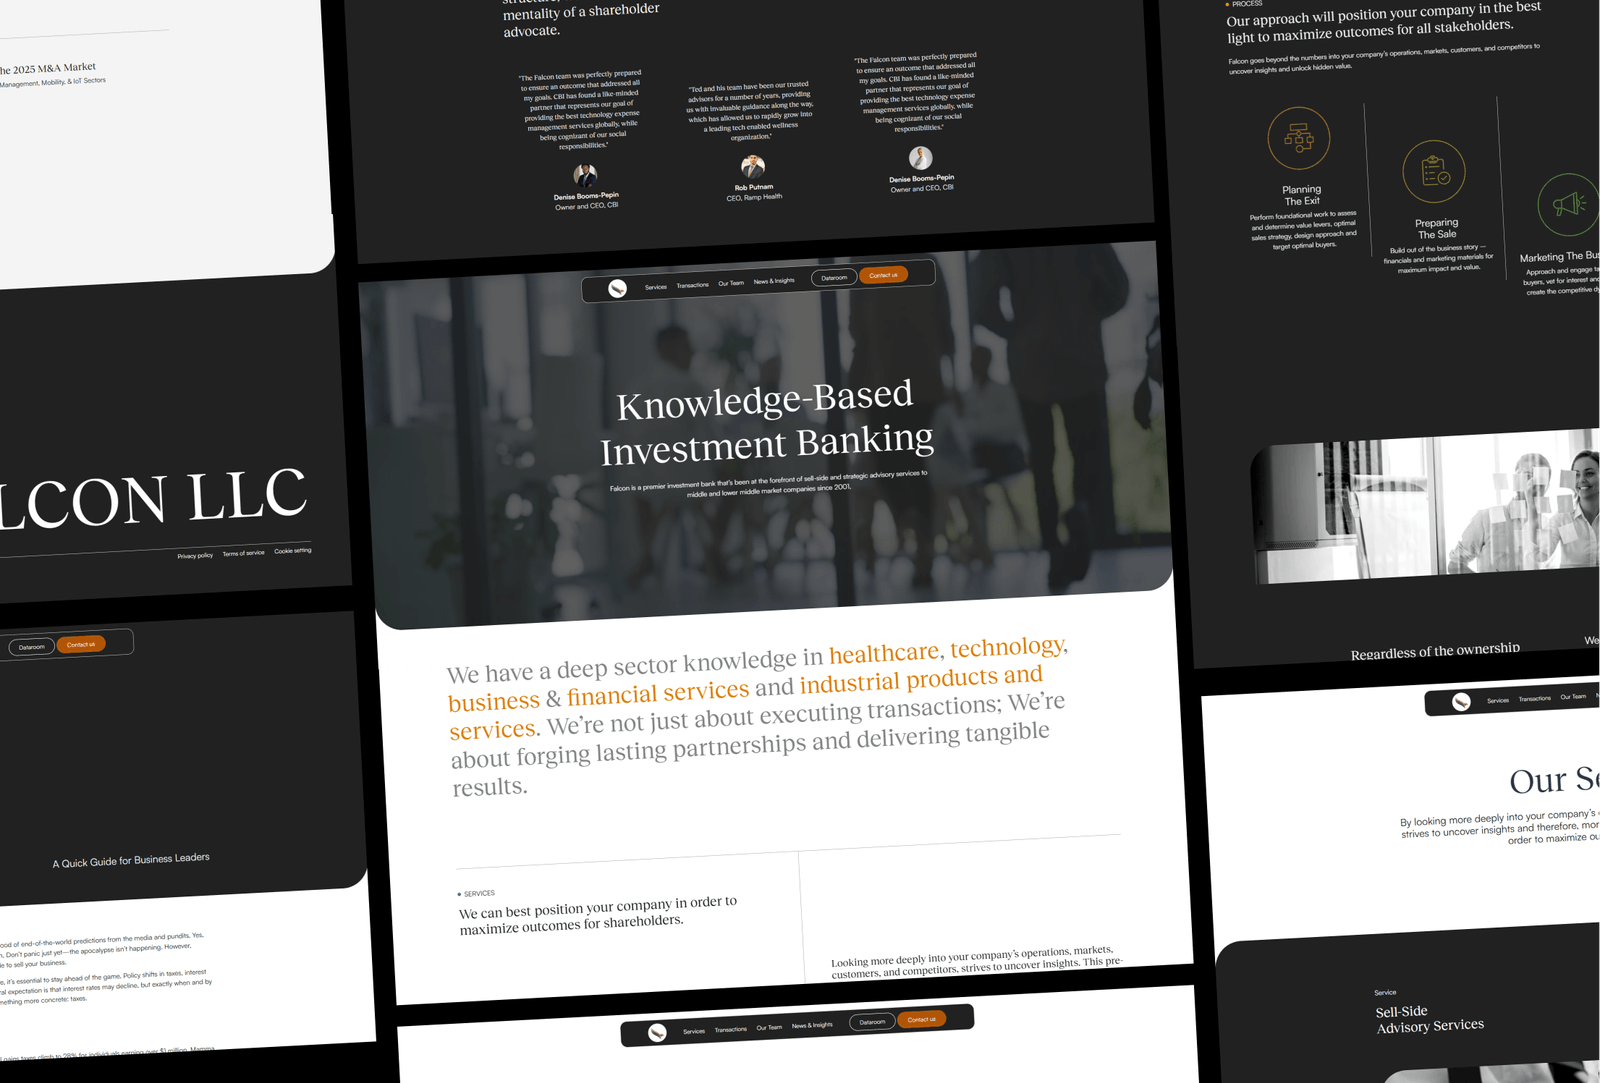 he 2025 M&A Market
Management, Mobility, & IoT Sectors
LCON LLC
Privacy policy Terms of service Cookie setting
Dataroom Contact us
A Quick Guide for Business Leaders
ood of end-of-the-world predictions from the media and pundits. Yes,
n. Don't panic just yet—the apocalypse isn't happening. However,
le to sell your business.
e, it's essential to stay ahead of the game. Policy shifts in taxes, interest
ral expectation is that interest rates may decline, but exactly when and by
mething more concrete: taxes.
l gains taxes climb to 28% for individuals earning over $1 million. Mamma
mentality of a shareholder
advocate.
"The Falcon team was perfectly prepared
to ensure an outcome that addressed all
my goals. CBI has found a like-minded
partner that represents our goal of
providing the best technology expense
management services globally, while
being cognizant of our social
responsibilities."
Denise Booms-Pepin
Owner and CEO, CBI
"Ted and his team have been our trusted
advisors for a number of years, providing
us with invaluable guidance along the way,
which has allowed us to rapidly grow into
a leading tech enabled wellness
organization."
Rob Putnam
CEO, Ramp Health
"The Falcon team was perfectly prepared
to ensure an outcome that addressed all
my goals. CBI has found a like-minded
partner that represents our goal of
providing the best technology expense
management services globally, while
being cognizant of our social
responsibilities."
Denise Booms-Pepin
Owner and CEO, CBI
Services Transactions Our Team News & Insights Dataroom Contact us
Knowledge-Based
Investment Banking
Falcon is a premier investment bank that's been at the forefront of sell-side and strategic advisory services to
middle and lower middle market companies since 2001.
We have a deep sector knowledge in healthcare, technology,
business & financial services and industrial products and
services. We're not just about executing transactions; We're
about forging lasting partnerships and delivering tangible
results.
SERVICES
We can best position your company in order to
maximize outcomes for shareholders.
Looking more deeply into your company's operations, markets,
customers, and competitors, strives to uncover insights. This pre-
Services Transactions Our Team News & Insights Dataroom Contact us
PROCESS
Our approach will position your company in the best
light to maximize outcomes for all stakeholders.
Falcon goes beyond the numbers into your company's operations, markets, customers, and competitors to
uncover insights and unlock hidden value.
Planning
The Exit
Perform foundational work to assess
and determine value levers, optimal
sales strategy, design approach and
target optimal buyers.
Preparing
The Sale
Build out of the business story —
financials and marketing materials for
maximum impact and value.
Marketing The Bu
Approach and engage ta
buyers, vet for interest and
create the competitive dy
Regardless of the ownership
We
Services Transactions Our Team N
Our Se
By looking more deeply into your company's
strives to uncover insights and therefore, mor
order to maximize ou
Service
Sell-Side
Advisory Services